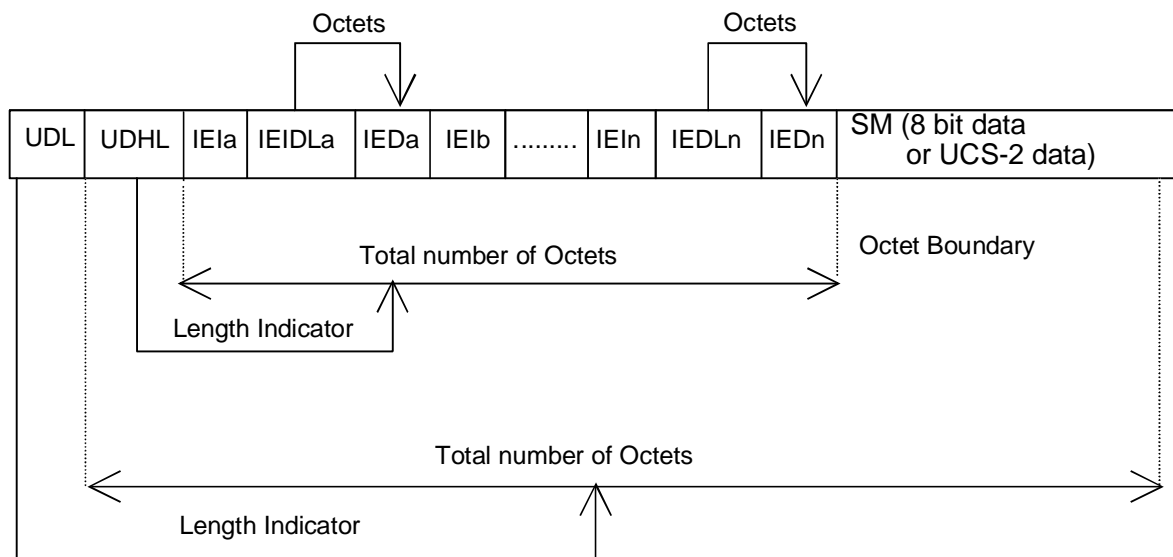 Octets
Octets
UDL UDHL IEIa IEIDLa IEDa IEIb ......... IEIn IEDLn IEDn SM (8 bit data
or UCS-2 data)
Total number of Octets
Octet Boundary
Length Indicator
Total number of Octets
Length Indicator